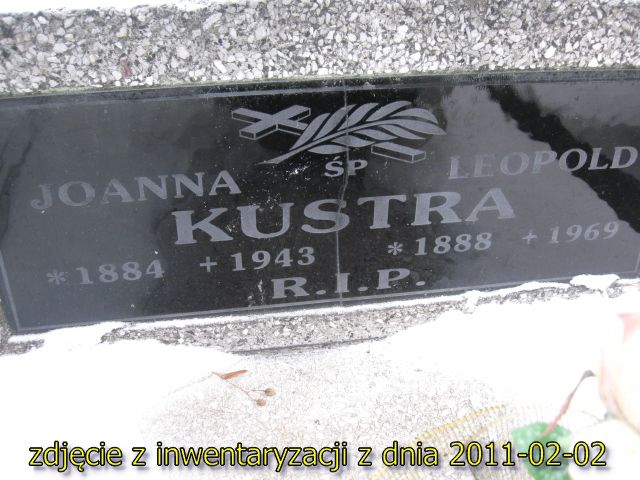 ŚP
JOANNA LEOPOLD
KUSTRA
*1884 +1943 *1888 +1969
R.I.P.
zdjęcie z inwentaryzacji z dnia 2011-02-02